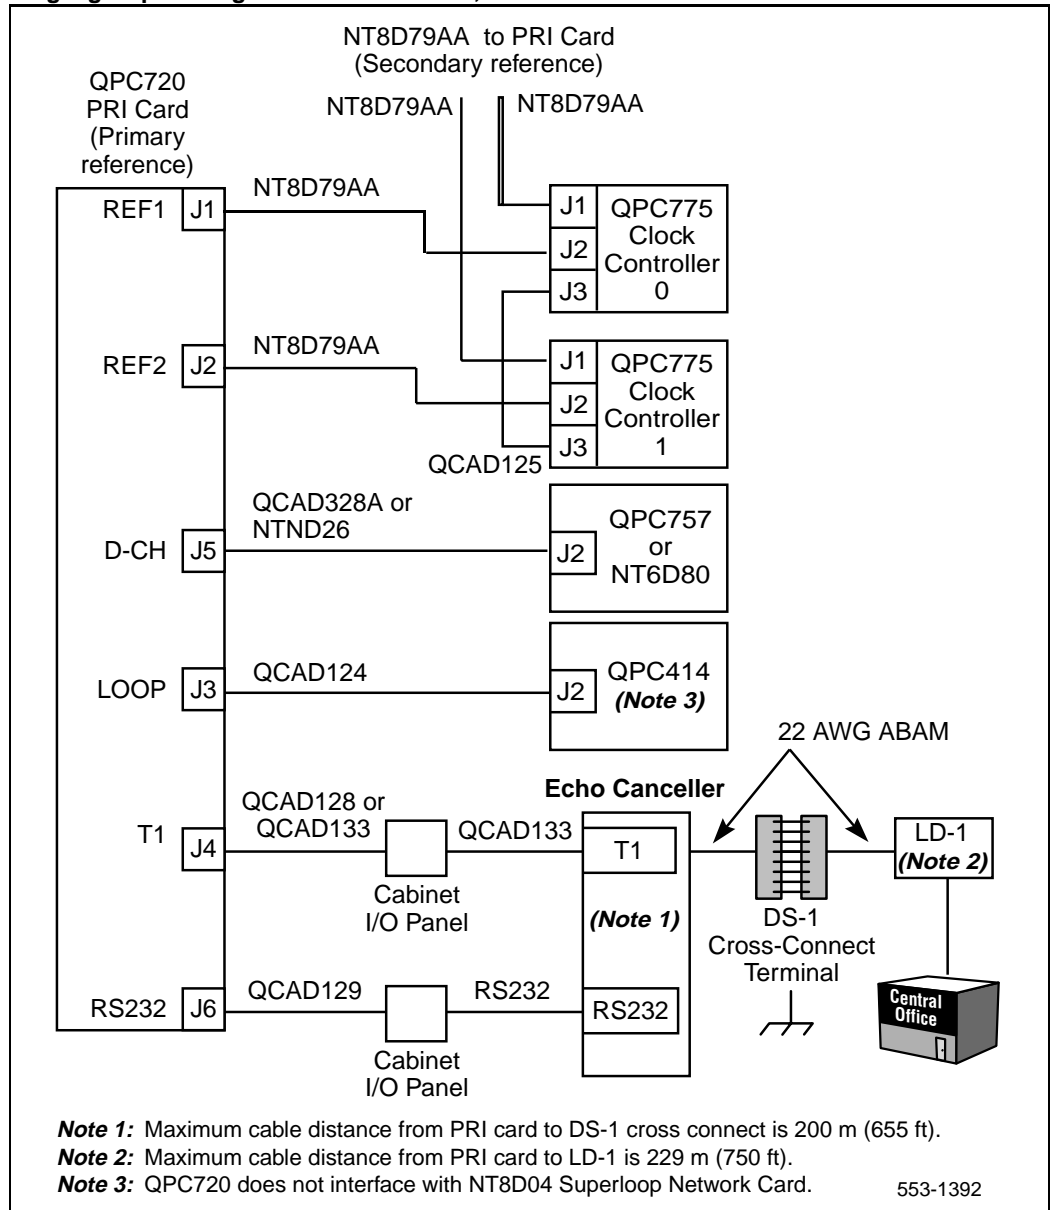 NT8D79AA to PRI Card
(Secondary reference)
QPC720
PRI Card
(Primary
reference)
NT8D79AA
NT8D79AA
REF1
J1
NT8D79AA
J1
J2
J3
QPC775
Clock
Controller
0
REF2
J2
NT8D79AA
J1
J2
J3
QPC775
Clock
Controller
1
QCAD125
D-CH
J5
QCAD328A or
NTND26
J2
QPC757
or
NT6D80
LOOP
J3
QCAD124
J2
QPC414
(Note 3)
22 AWG ABAM
Echo Canceller
T1
J4
QCAD128 or
QCAD133
Cabinet
I/O Panel
QCAD133
T1
(Note 1)
DS-1
Cross-Connect
Terminal
LD-1
(Note 2)
Central
Office
RS232
J6
QCAD129
Cabinet
I/O Panel
RS232
RS232
Note 1: Maximum cable distance from PRI card to DS-1 cross connect is 200 m (655 ft).
Note 2: Maximum cable distance from PRI card to LD-1 is 229 m (750 ft).
Note 3: QPC720 does not interface with NT8D04 Superloop Network Card.
553-1392